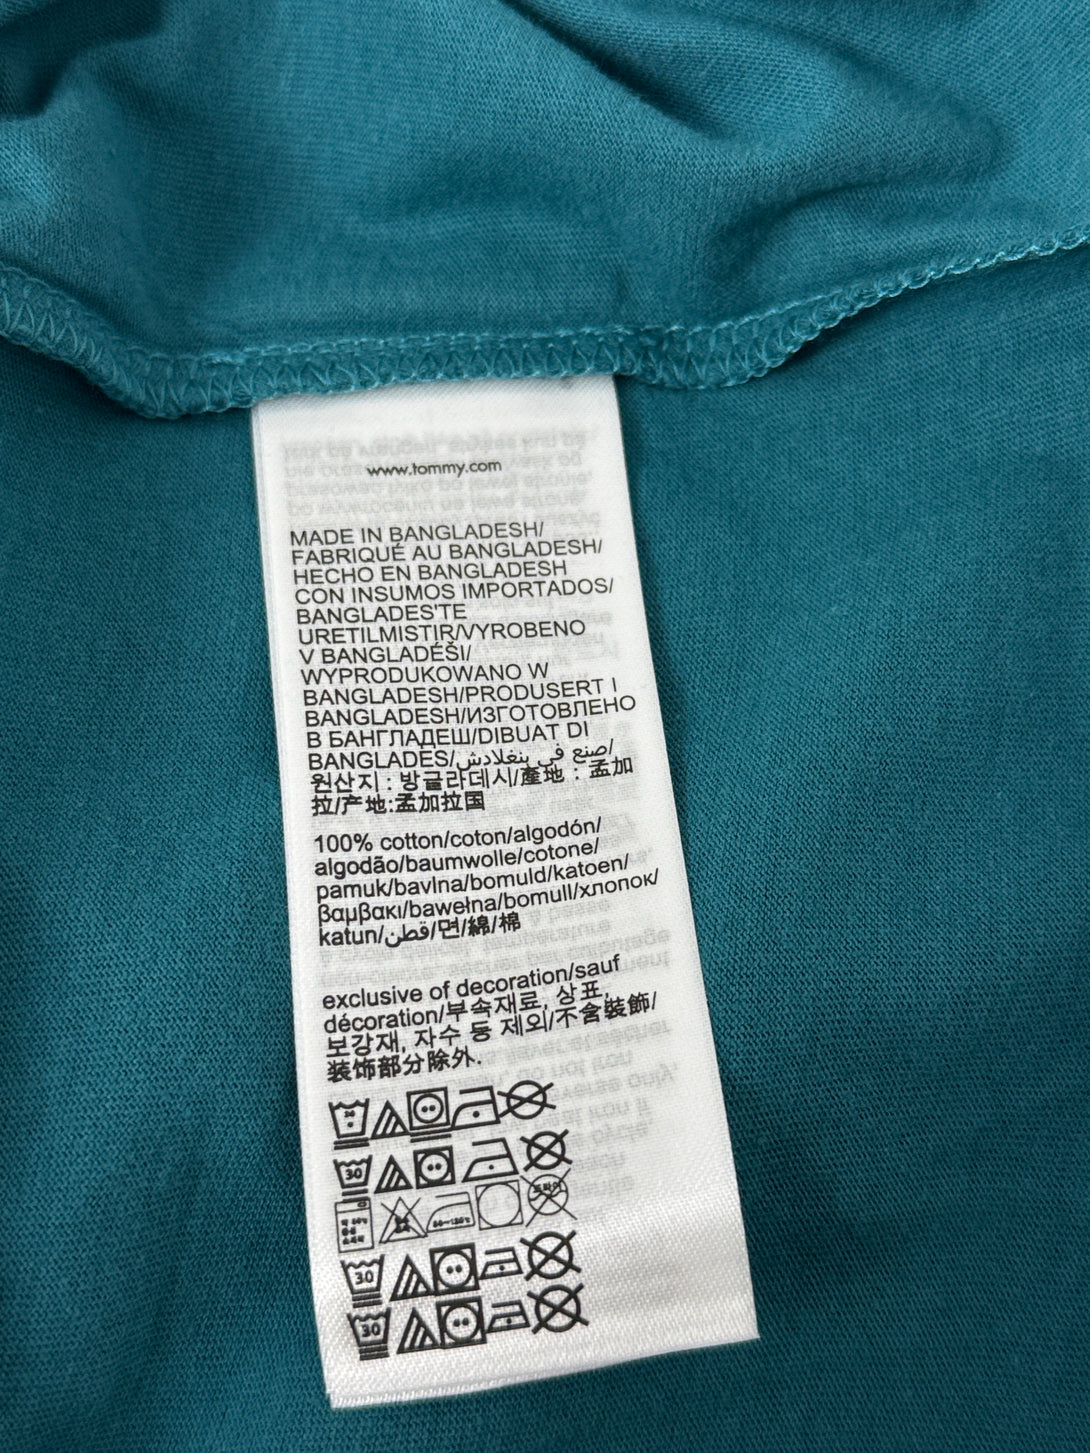 www.tommy.com
MADE IN BANGLADESH/
FABRIQUÉ AU BANGLADESH/
HECHO EN BANGLADESH
CON INSUMOS IMPORTADOS/
BANGLADES'TE
URETILMISTIR/VYROBENO
V BANGLADÉŠI/
WYPRODUKOWANO W
BANGLADESH/PRODUSERT I
BANGLADESH/ИЗГОТОВЛЕНО
В БАНГЛАДЕШ/DIBUAT DI
BANGLADES/صنع في بنغلادش/
원산지 : 방글라데시/產地 : 孟加
拉/产地:孟加拉国
100% cotton/coton/algodón/
algodão/baumwolle/cotone/
pamuk/bavlna/bomuld/katoen/
βαμβακι/bawełna/bomull/хлопок/
katun/قطن/면/綿/棉
exclusive of decoration/sauf
décoration/부속재료, 상표,
보강재, 자수 등 제외/不含裝飾/
装饰部分除外.
30
30
30